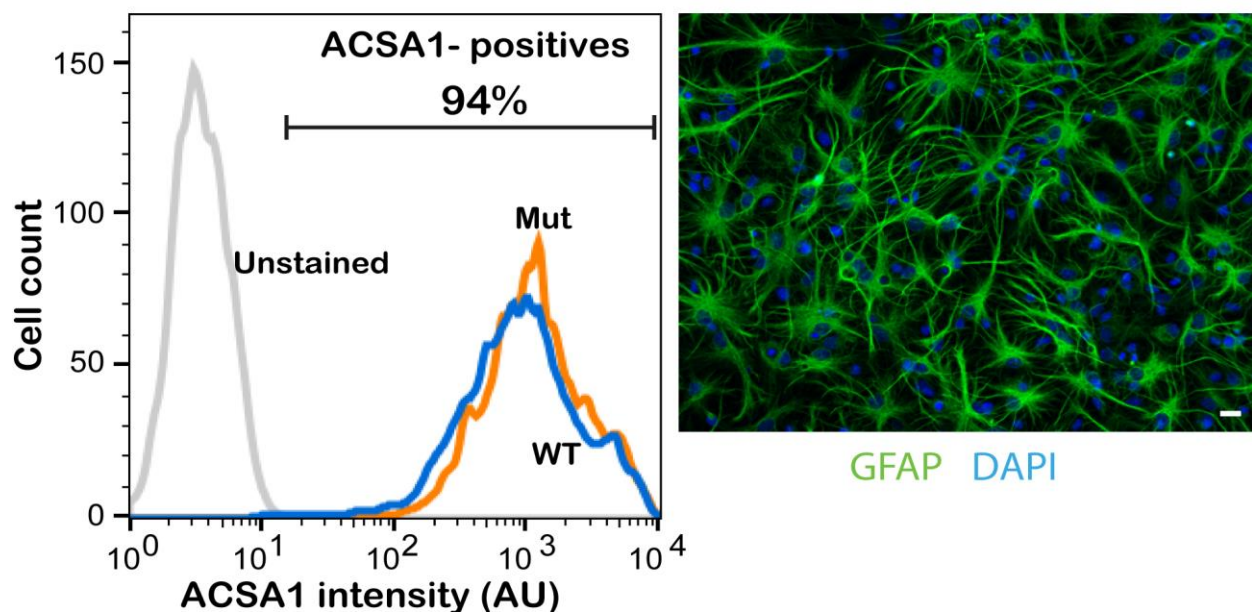 ACSA1- positives
94%
150
100
50
0
Cell count
Unstained
Mut
WT
10⁰ 10¹ 10² 10³ 10⁴
ACSA1 intensity (AU)
GFAP DAPI